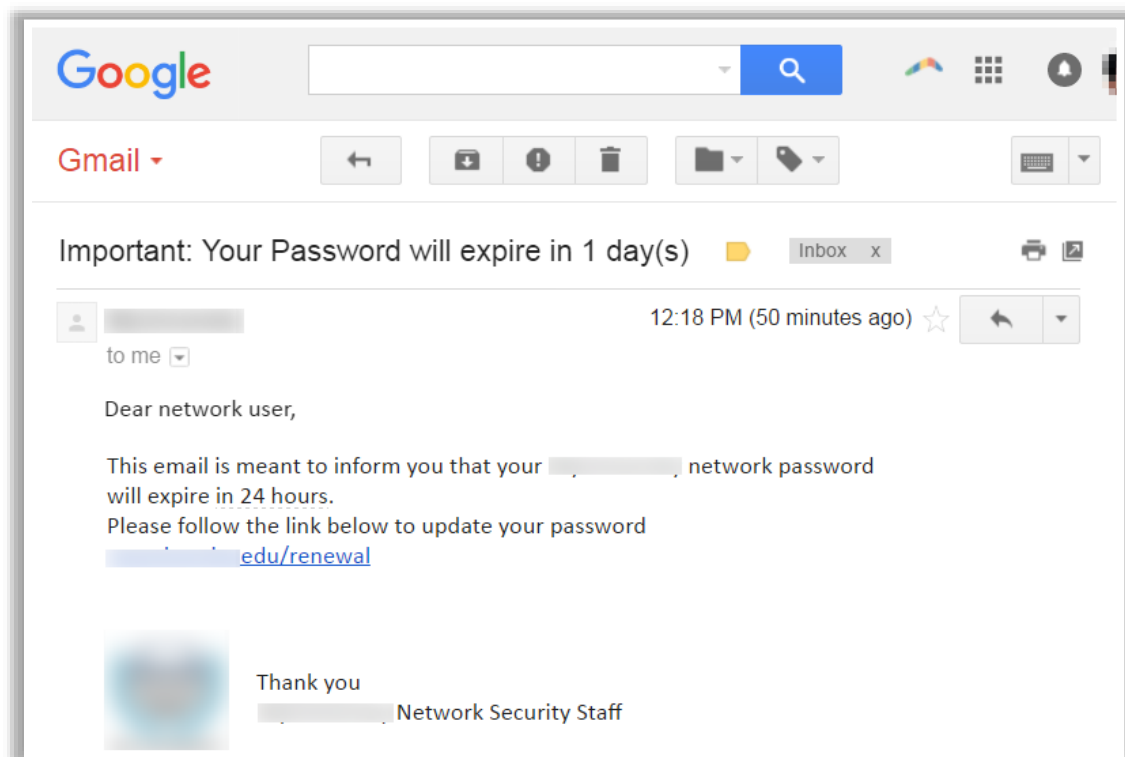 Google
Gmail
Important: Your Password will expire in 1 day(s)
Inbox x
12:18 PM (50 minutes ago)
to me
Dear network user,
This email is meant to inform you that your network password
will expire in 24 hours.
Please follow the link below to update your password
edu/renewal
Thank you
Network Security Staff